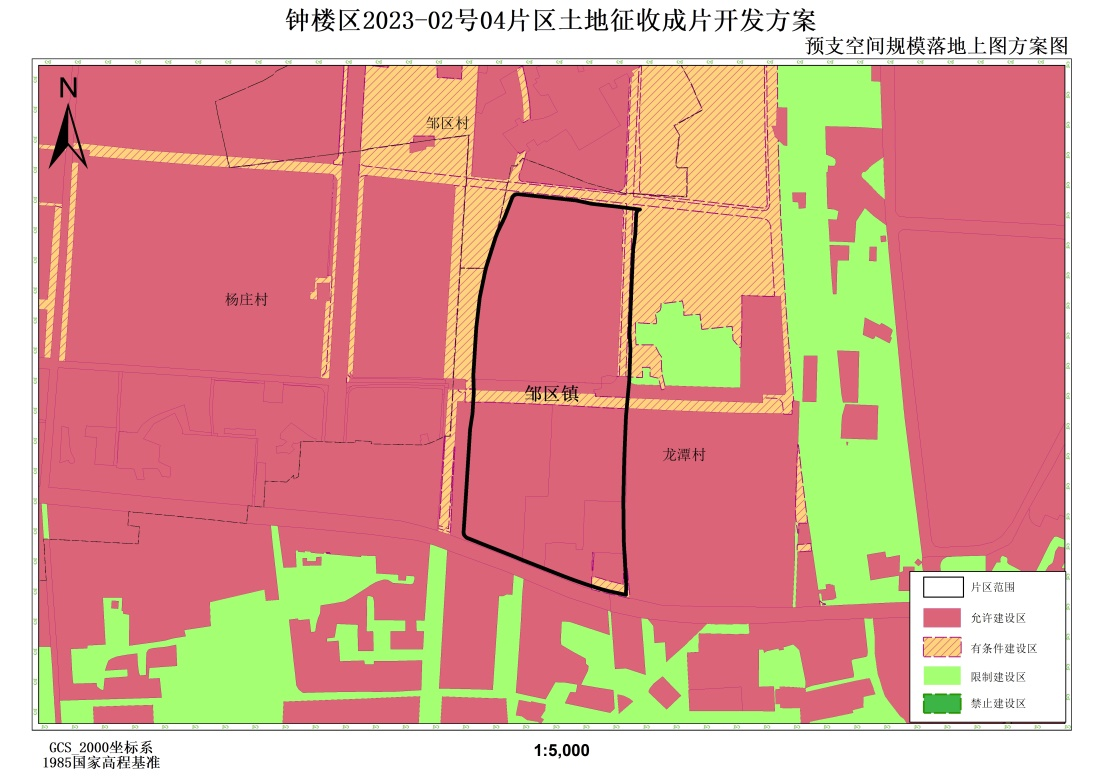 钟楼区2023-02号04片区土地征收成片开发方案
预支空间规模落地上图方案图
N
邹区村
杨庄村
邹区镇
龙潭村
片区范围
允许建设区
有条件建设区
限制建设区
禁止建设区
GCS_2000坐标系
1985国家高程基准
1:5,000